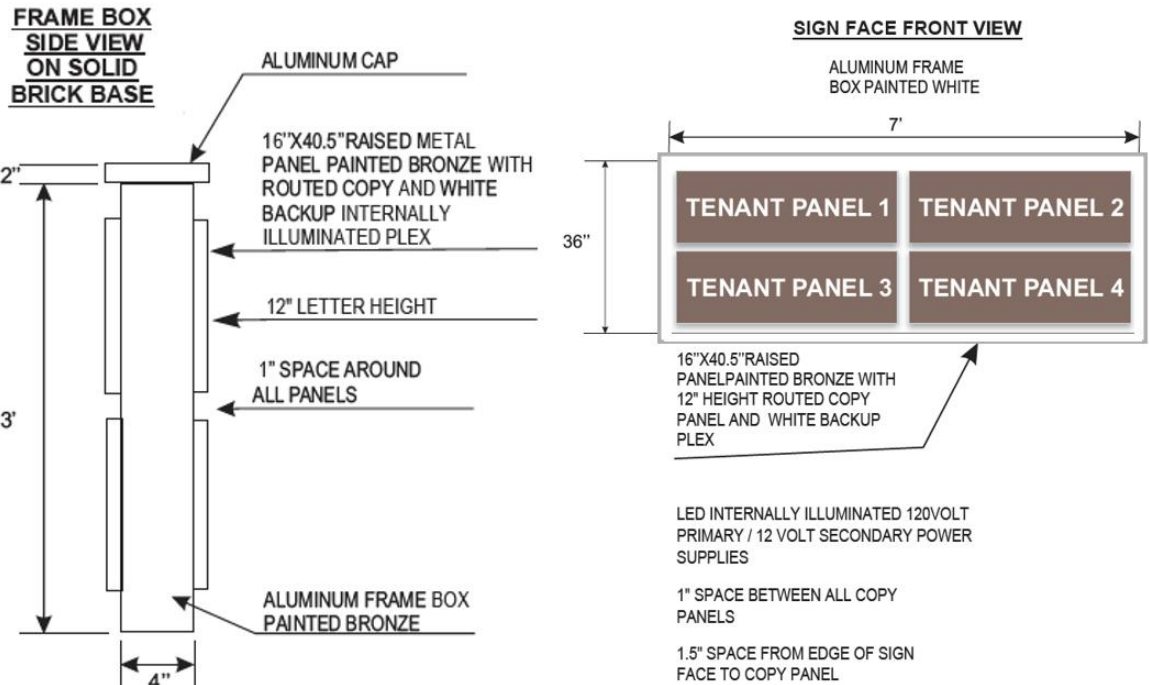 FRAME BOX
SIDE VIEW
ON SOLID
BRICK BASE
ALUMINUM CAP
2"
16"X40.5"RAISED METAL
PANEL PAINTED BRONZE WITH
ROUTED COPY AND WHITE
BACKUP INTERNALLY
ILLUMINATED PLEX
12" LETTER HEIGHT
1" SPACE AROUND
ALL PANELS
3'
ALUMINUM FRAME BOX
PAINTED BRONZE
4"
SIGN FACE FRONT VIEW
ALUMINUM FRAME
BOX PAINTED WHITE
7'
36"
TENANT PANEL 1
TENANT PANEL 2
TENANT PANEL 3
TENANT PANEL 4
16"X40.5"RAISED
PANELPAINTED BRONZE WITH
12" HEIGHT ROUTED COPY
PANEL AND WHITE BACKUP
PLEX
LED INTERNALLY ILLUMINATED 120VOLT
PRIMARY / 12 VOLT SECONDARY POWER
SUPPLIES
1" SPACE BETWEEN ALL COPY
PANELS
1.5" SPACE FROM EDGE OF SIGN
FACE TO COPY PANEL